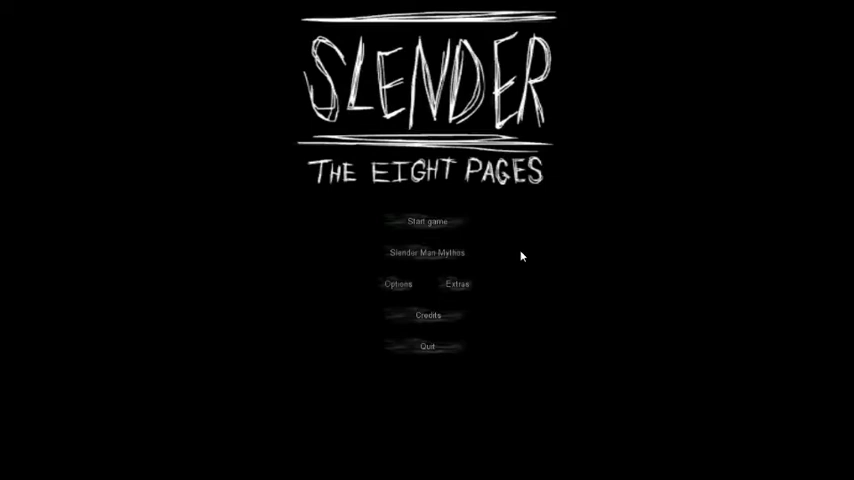 SLENDER
THE EIGHT PAGES
Start game
Slender Man Mythos
Options Extras
Credits
Quit